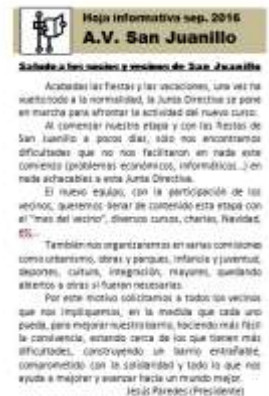 Hoja informativa sep. 2016
A.V. San Juanillo
Saludo a los socios y vecinos de San Juanillo
Acabadas las fiestas y las vacaciones, una vez ha
vuelto todo a la normalidad, la Junta Directiva se pone
en marcha para afrontar la actividad del nuevo curso.
Al comenzar nuestra etapa y con las fiestas de
San Juanillo a pocos días, sólo nos encontramos
dificultades que no nos facilitaron en nada este
comienzo (problemas económicos, informáticos...) en
nada achacables a esta Junta Directiva.
El nuevo equipo, con la participación de los
vecinos, queremos llenar de contenido esta etapa con
el "mes del vecino", diversos cursos, charlas, Navidad,
etc...
También nos organizaremos en varias comisiones
como urbanismo, obras y parques, infancia y juventud,
deportes, cultura, integración, mayores, quedando
abiertos a otras si fueran necesarias.
Por este motivo solicitamos a todos los vecinos
que nos impliquemos, en la medida que cada uno
pueda, para mejorar nuestro barrio, haciendo más fácil
la convivencia, estando cerca de los que tienen más
dificultades, construyendo un barrio entrañable,
comprometido con la solidaridad y todo lo que nos
ayuda a mejorar y avanzar hacia un mundo mejor.
Jesús Paredes (Presidente)